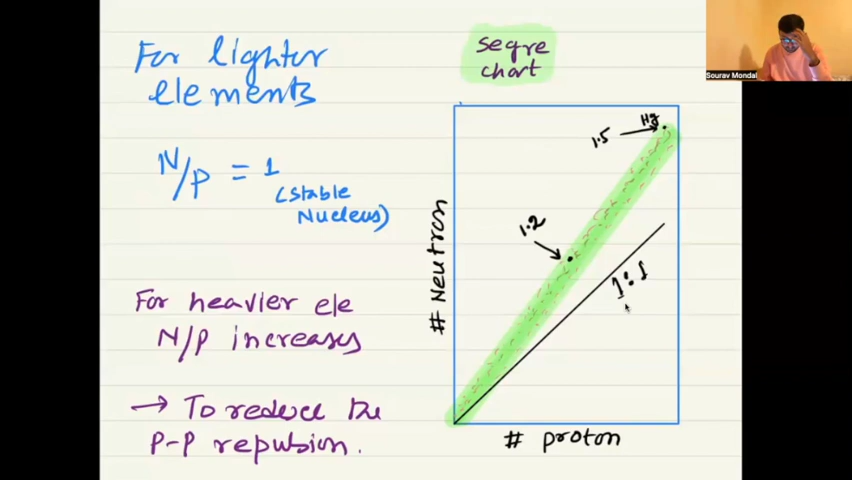 For lighter
elements
N/P = 1
(Stable
Nucleus)
For heavier ele
N/P increases
→ To reduce the
P-P repulsion.
segre
chart
# Neutron
1.5
Hg
1.2
1:1
# proton
Sourav Mondal